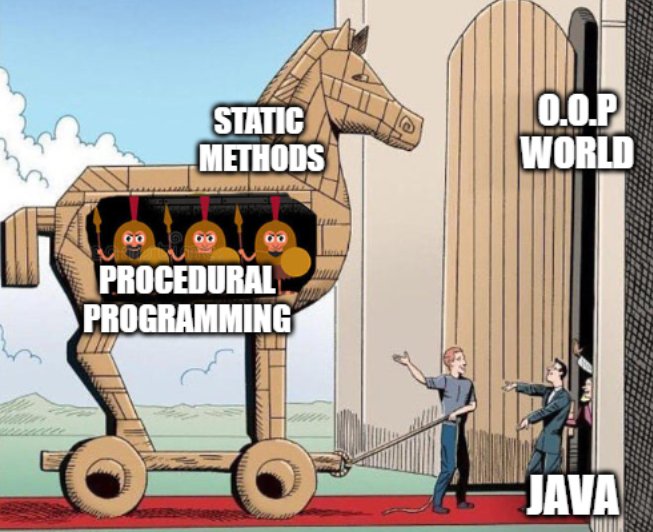 STATIC
METHODS
O.O.P
WORLD
PROCEDURAL
PROGRAMMING
JAVA